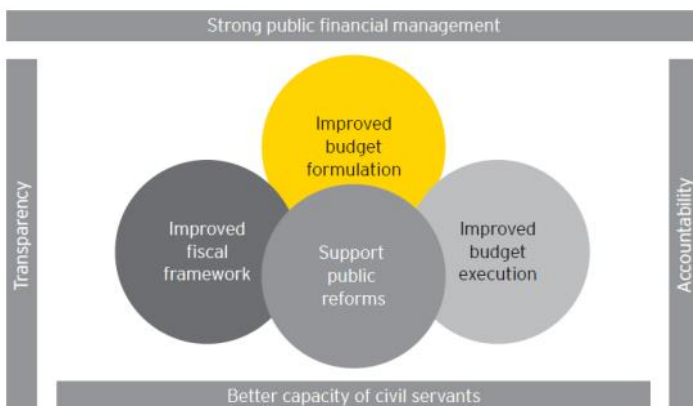 Strong public financial management
Transparency
Improved
budget
formulation
Improved
fiscal
framework
Support
public
reforms
Improved
budget
execution
Accountability
Better capacity of civil servants